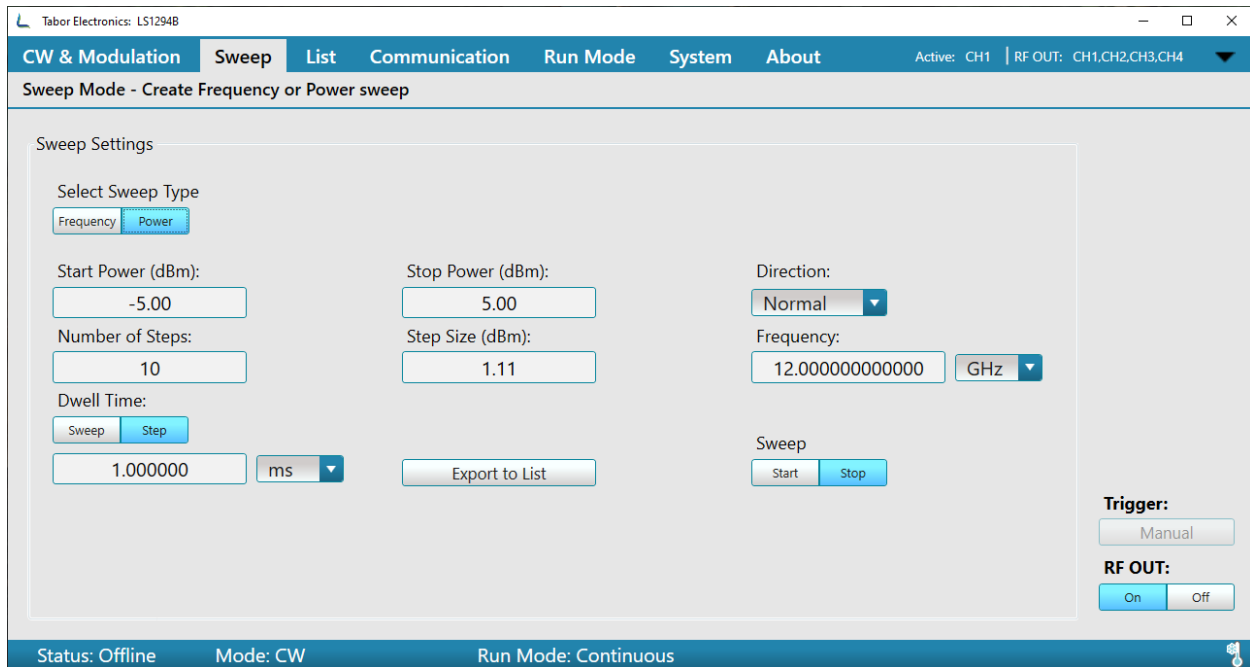 Tabor Electronics: LS1294B
CW & Modulation Sweep List Communication Run Mode System About Active: CH1 RF OUT: CH1,CH2,CH3,CH4
Sweep Mode - Create Frequency or Power sweep
Sweep Settings
Select Sweep Type
Frequency Power
Start Power (dBm): Stop Power (dBm): Direction:
-5.00 5.00 Normal
Number of Steps: Step Size (dBm): Frequency:
10 1.11 12.000000000000 GHz
Dwell Time:
Sweep Step
Sweep
1.000000 ms Export to List Start Stop
Trigger:
Manual
RF OUT:
On Off
Status: Offline Mode: CW Run Mode: Continuous